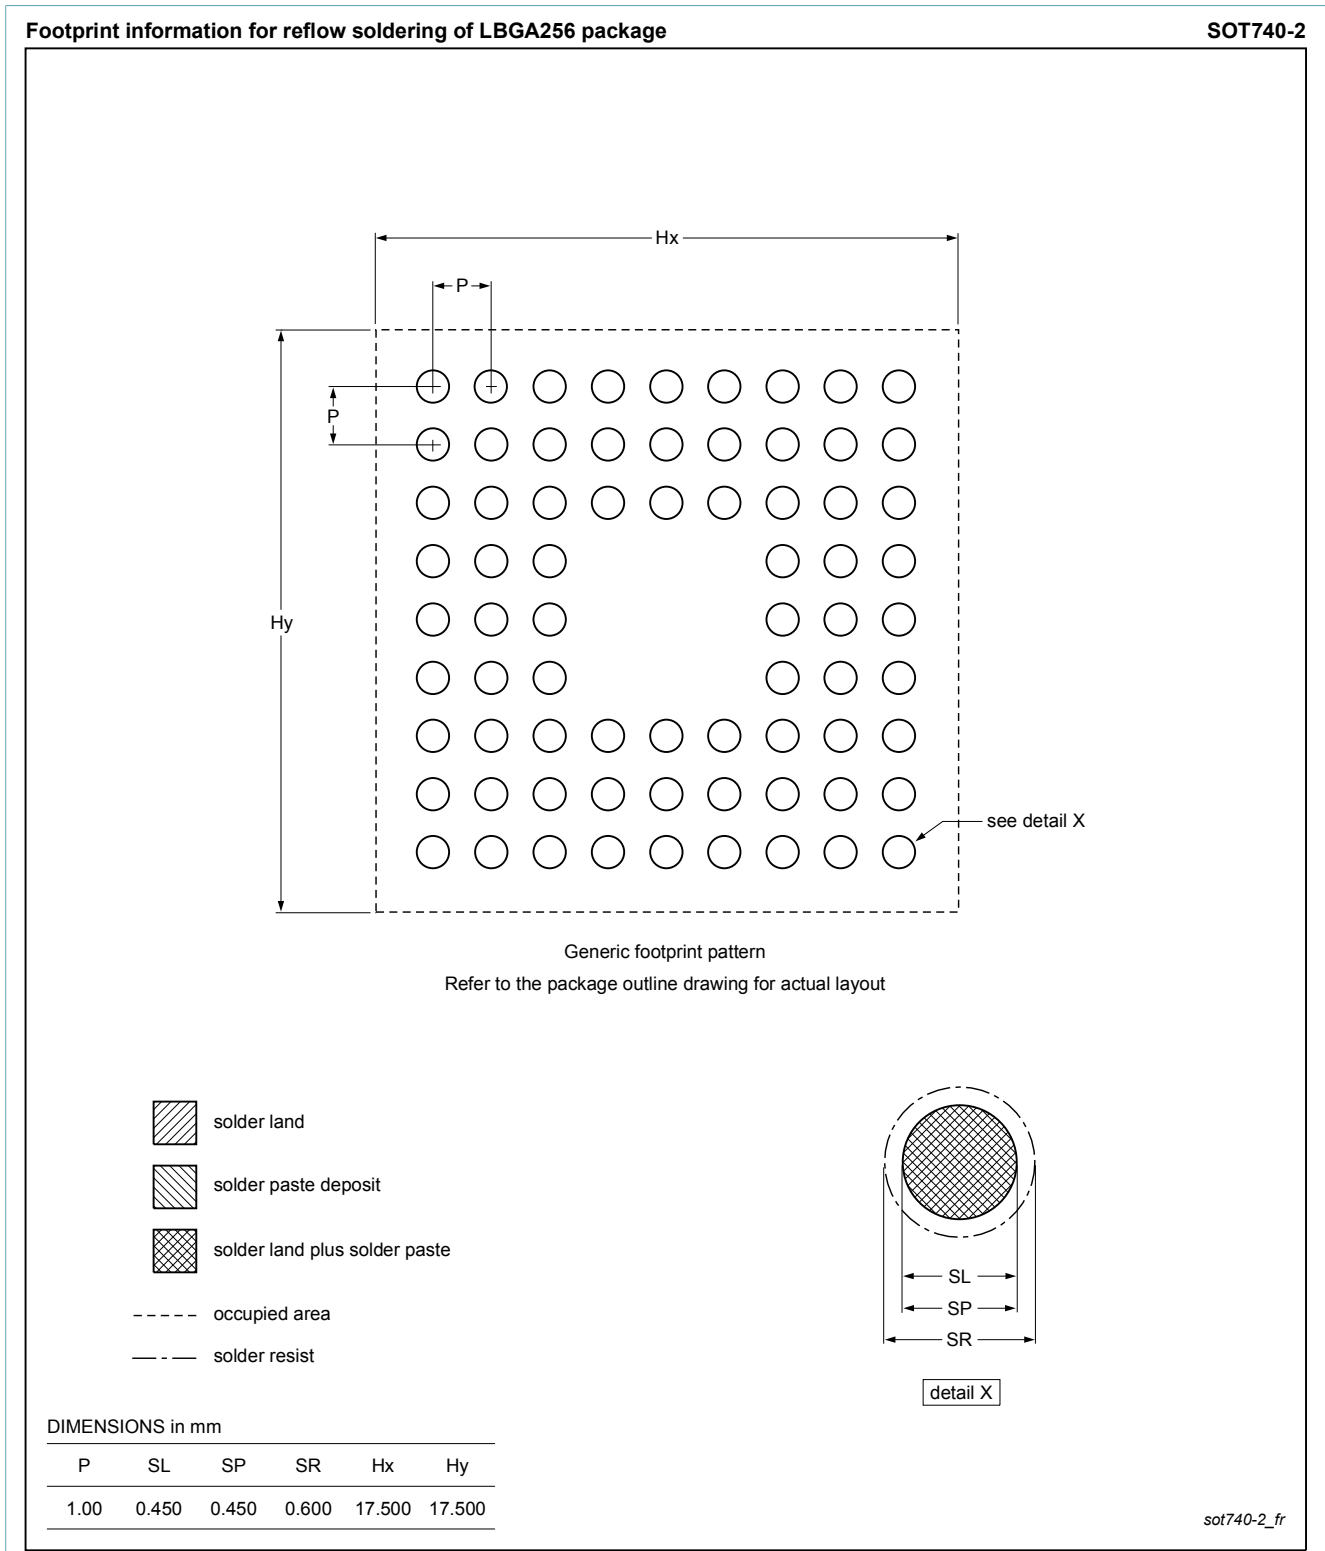 Footprint information for reflow soldering of LBGA256 package SOT740-2
Hx
P
P
Hy
see detail X
Generic footprint pattern
Refer to the package outline drawing for actual layout
solder land
solder paste deposit
solder land plus solder paste
occupied area
solder resist
SL
SP
SR
detail X
DIMENSIONS in mm
P SL SP SR Hx Hy
1.00 0.450 0.450 0.600 17.500 17.500
sot740-2_fr